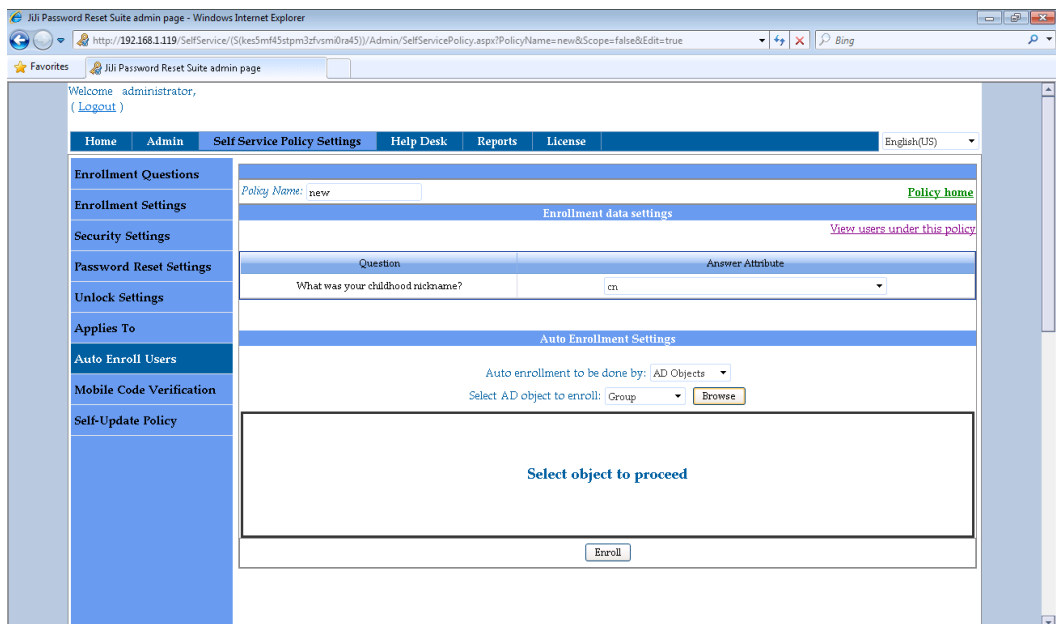 JiJi Password Reset Suite admin page - Windows Internet Explorer
http://192.168.1.119/SelfService/(S(kes5mf45stpm3zfvsmi0ra45))/Admin/SelfServicePolicy.aspx?PolicyName=new&Scope=false&Edit=true
Bing
Favorites
JiJi Password Reset Suite admin page
Welcome administrator,
( Logout )
Home Admin Self Service Policy Settings Help Desk Reports License English(US)
Enrollment Questions
Enrollment Settings
Security Settings
Password Reset Settings
Unlock Settings
Applies To
Auto Enroll Users
Mobile Code Verification
Self-Update Policy
Policy Name: new Policy home
Enrollment data settings
View users under this policy
Question Answer Attribute
What was your childhood nickname? cn
Auto Enrollment Settings
Auto enrollment to be done by: AD Objects
Select AD object to enroll: Group Browse
Select object to proceed
Enroll